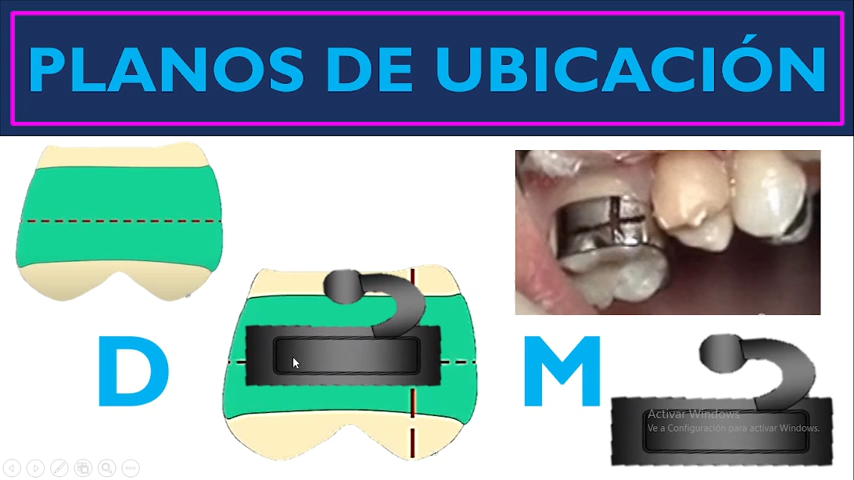 PLANOS DE UBICACIÓN
D
M
Activar Windows
Ve a Configuración para activar Windows.